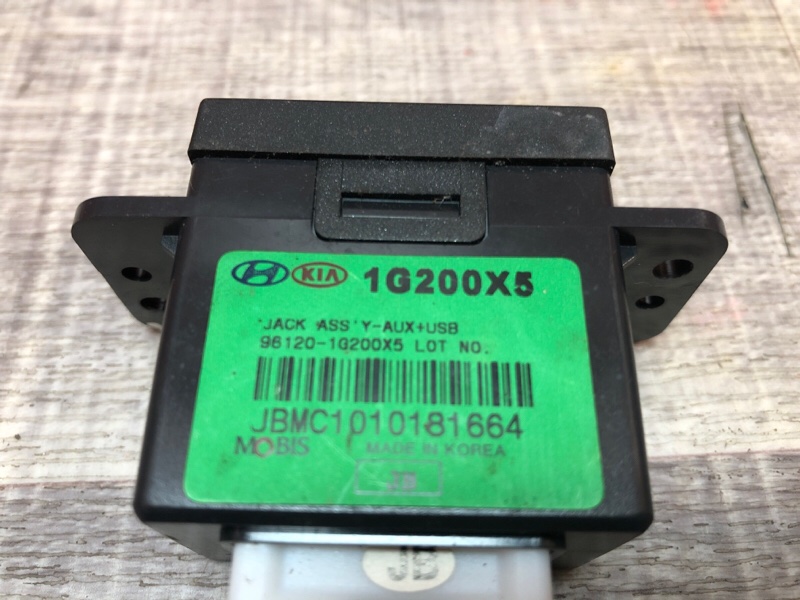 KIA 1G200X5
JACK ASS'Y-AUX+USB
96120-1G200X5 LOT NO.
JBMC1010181664
MOBIS MADE IN KOREA
JB